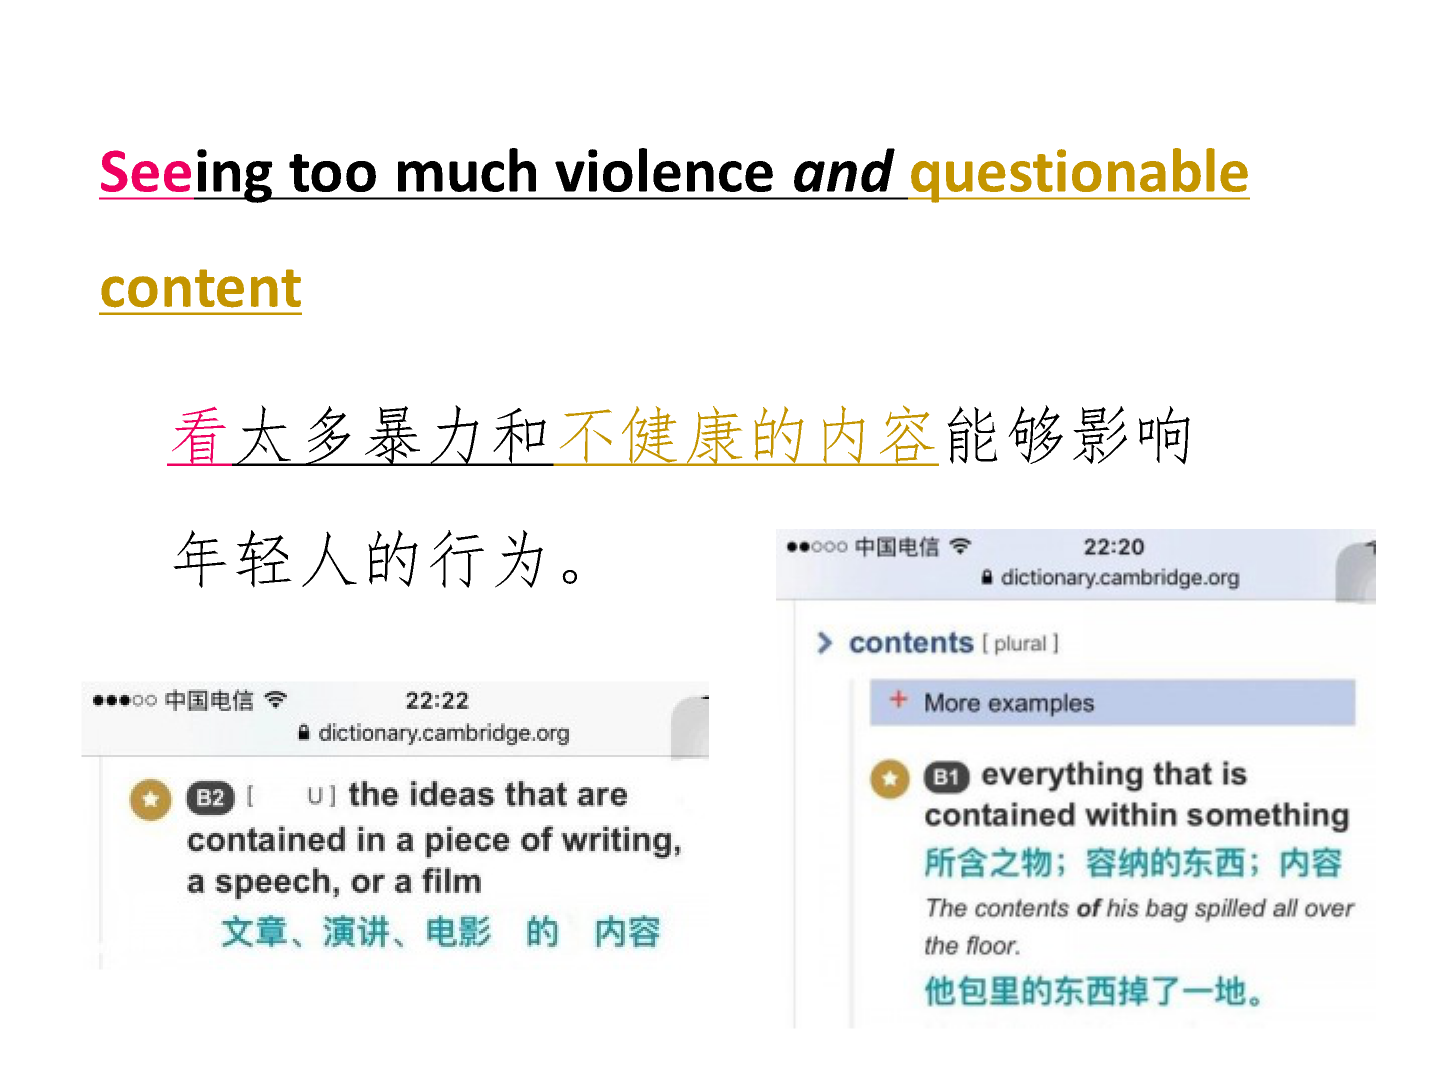 Seeing too much violence and questionable
content
看太多暴力和不健康的内容能够影响
年轻人的行为。
中国电信 22:20
dictionary.cambridge.org
contents [ plural ]
+ More examples
B1 everything that is
contained within something
所含之物；容纳的东西；内容
The contents of his bag spilled all over
the floor.
他包里的东西掉了一地。
中国电信 22:22
dictionary.cambridge.org
B2 [ U ] the ideas that are
contained in a piece of writing,
a speech, or a film
文章、演讲、电影 的 内容